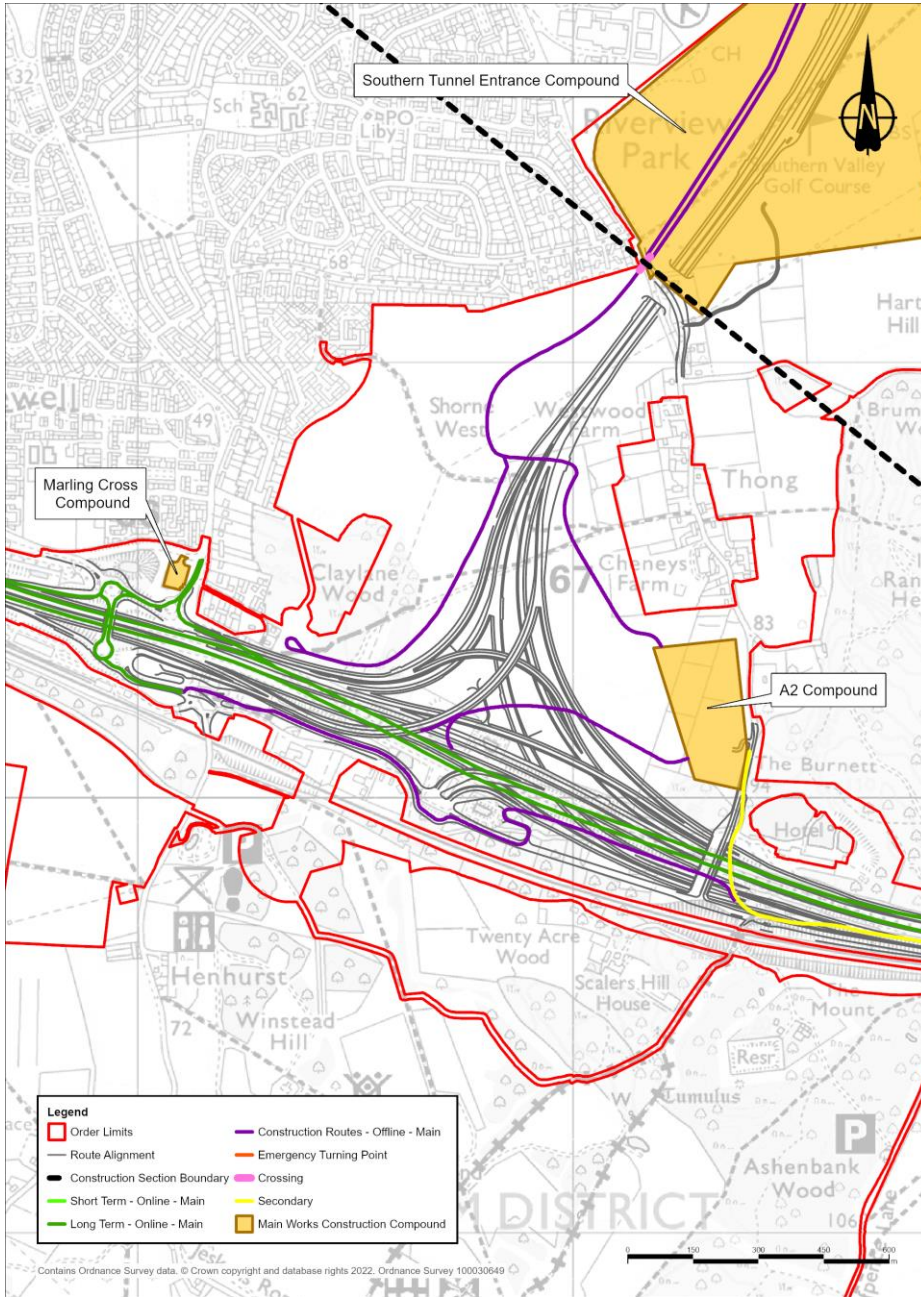 32
CH
Southern Tunnel Entrance Compound
Sch
62
PO
Liby
Riverview
Park
N
Southern Valley
Golf Course
68
Hart
Hill
Shorne
West
Westwood
Farm
49
Thong
Marling Cross
Compound
Claylane
Wood
67
Cheneys
Farm
83
A2 Compound
The Burnett
94
Hotel
Twenty Acre
Wood
Scalers Hill
House
The
Mount
Henhurst
Winstead
Hill
72
Resr
W
Tumulus
P
Ashenbank
Wood
DISTRICT
106
Legend
Order Limits
Route Alignment
Construction Section Boundary
Short Term - Online - Main
Long Term - Online - Main
Construction Routes - Offline - Main
Emergency Turning Point
Crossing
Secondary
Main Works Construction Compound
0 150 300 450 600
m
Contains Ordnance Survey data. © Crown copyright and database rights 2022. Ordnance Survey 100030649